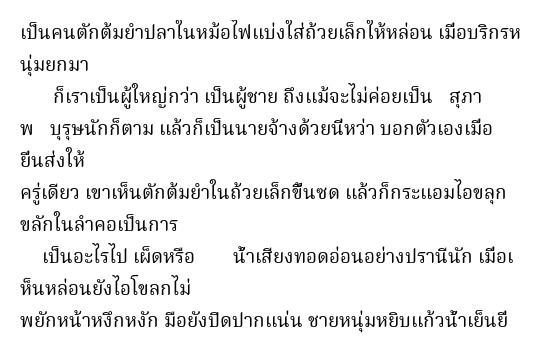 เป็นคนตักต้มยำปลาในหม้อไฟแบ่งใส่ถ้วยเล็กให้หล่อน เมือบริกรห
นุ่มยกมา
ก็เราเป็นผู้ใหญ่กว่า เป็นผู้ชาย ถึงแม้จะไม่ค่อยเป็น สุภา
พ บุรุษนักก็ตาม แล้วก็เป็นนายจ้างด้วยนีหว่า บอกตัวเองเมือ
ยืนส่งให้
ครู่เดียว เขาเห็นตักต้มยำในถ้วยเล็กขึ้นซด แล้วก็กระแอมไอขลุก
ขลักในลำคอเป็นการ
เป็นอะไรไป เผ็ดหรือ น้ำเสียงทอดอ่อนอย่างปรานีนัก เมือเ
ห็นหล่อนยังไอโขลกไม่
พยักหน้าหงึกหงัก มือยังปิดปากแน่น ชายหนุ่มหยิบแก้วน้ำเย็นยื